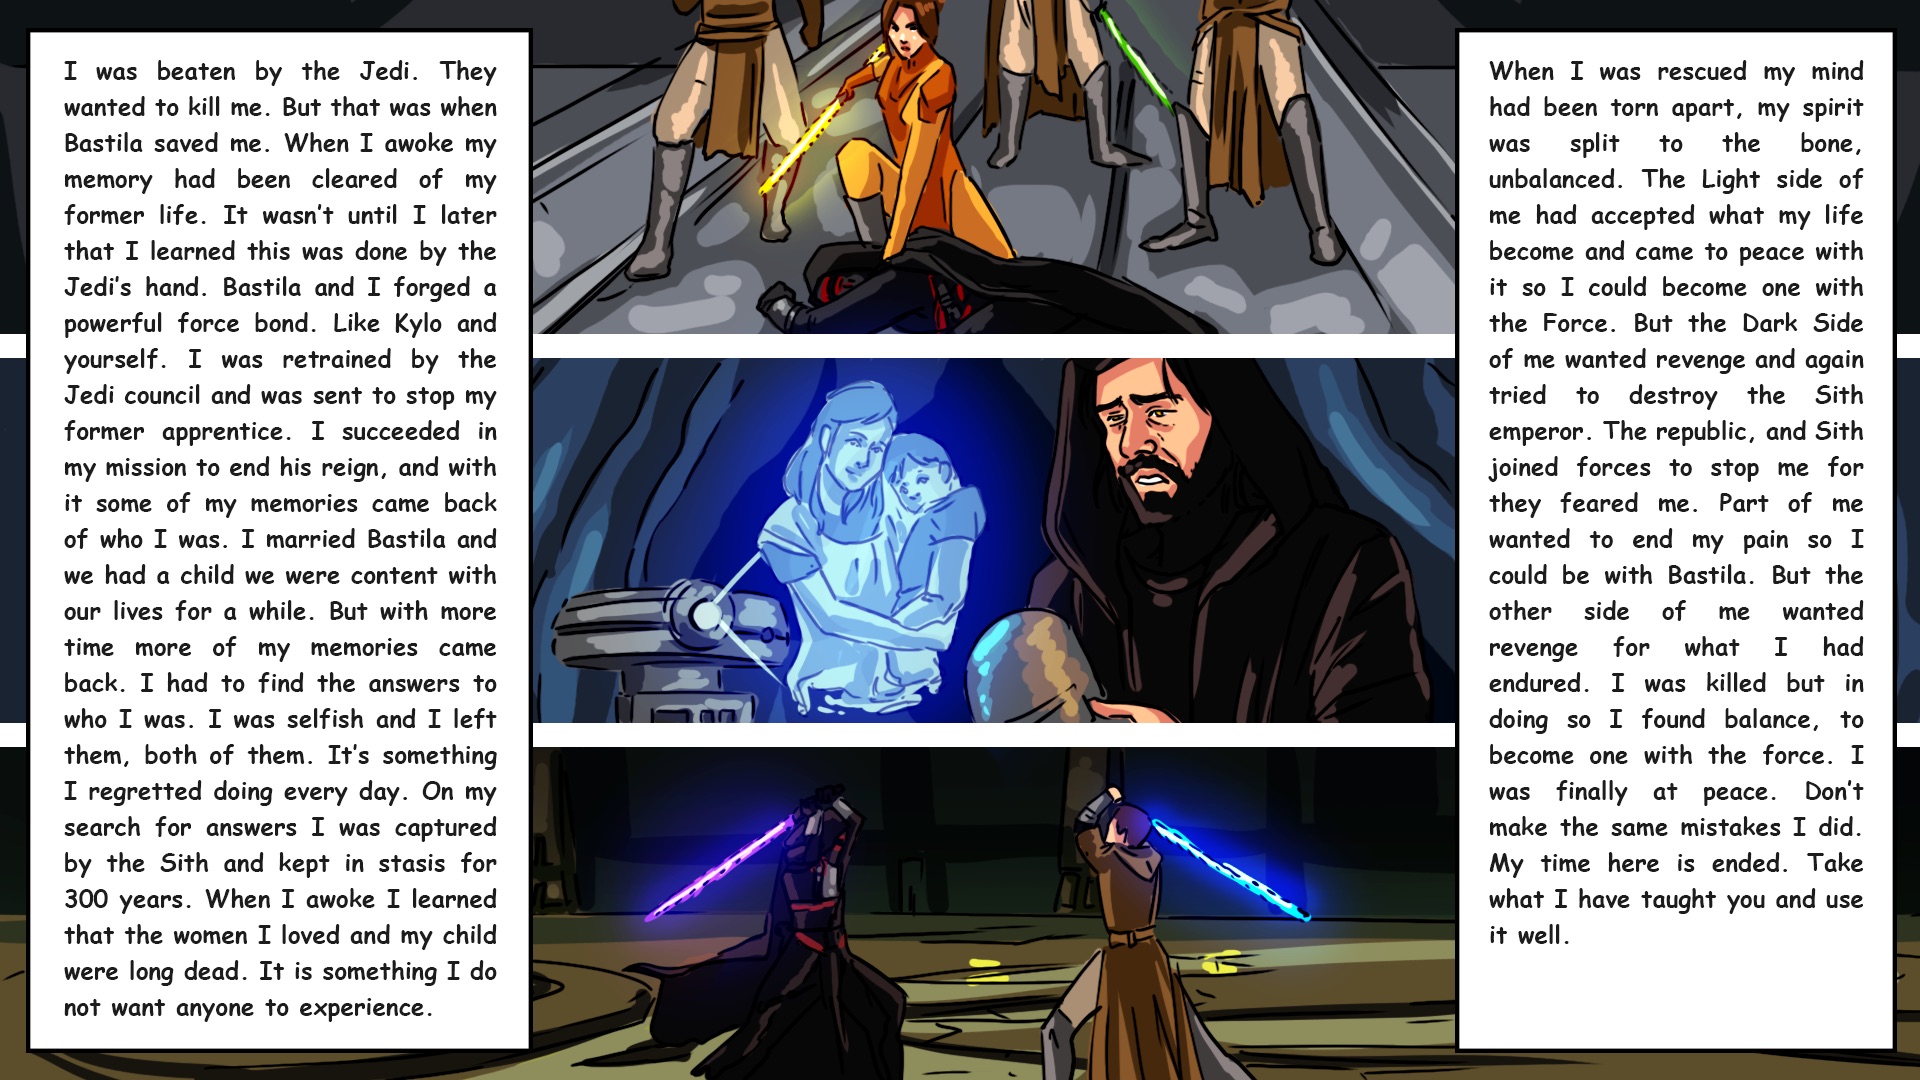 I was beaten by the Jedi. They
wanted to kill me. But that was when
Bastila saved me. When I awoke my
memory had been cleared of my
former life. It wasn't until I later
that I learned this was done by the
Jedi's hand. Bastila and I forged a
powerful force bond. Like Kylo and
yourself. I was retrained by the
Jedi council and was sent to stop my
former apprentice. I succeeded in
my mission to end his reign, and with
it some of my memories came back
of who I was. I married Bastila and
we had a child we were content with
our lives for a while. But with more
time more of my memories came
back. I had to find the answers to
who I was. I was selfish and I left
them, both of them. It's something
I regretted doing every day. On my
search for answers I was captured
by the Sith and kept in stasis for
300 years. When I awoke I learned
that the women I loved and my child
were long dead. It is something I do
not want anyone to experience.
When I was rescued my mind
had been torn apart, my spirit
was split to the bone,
unbalanced. The Light side of
me had accepted what my life
become and came to peace with
it so I could become one with
the Force. But the Dark Side
of me wanted revenge and again
tried to destroy the Sith
emperor. The republic, and Sith
joined forces to stop me for
they feared me. Part of me
wanted to end my pain so I
could be with Bastila. But the
other side of me wanted
revenge for what I had
endured. I was killed but in
doing so I found balance, to
become one with the force. I
was finally at peace. Don't
make the same mistakes I did.
My time here is ended. Take
what I have taught you and use
it well.